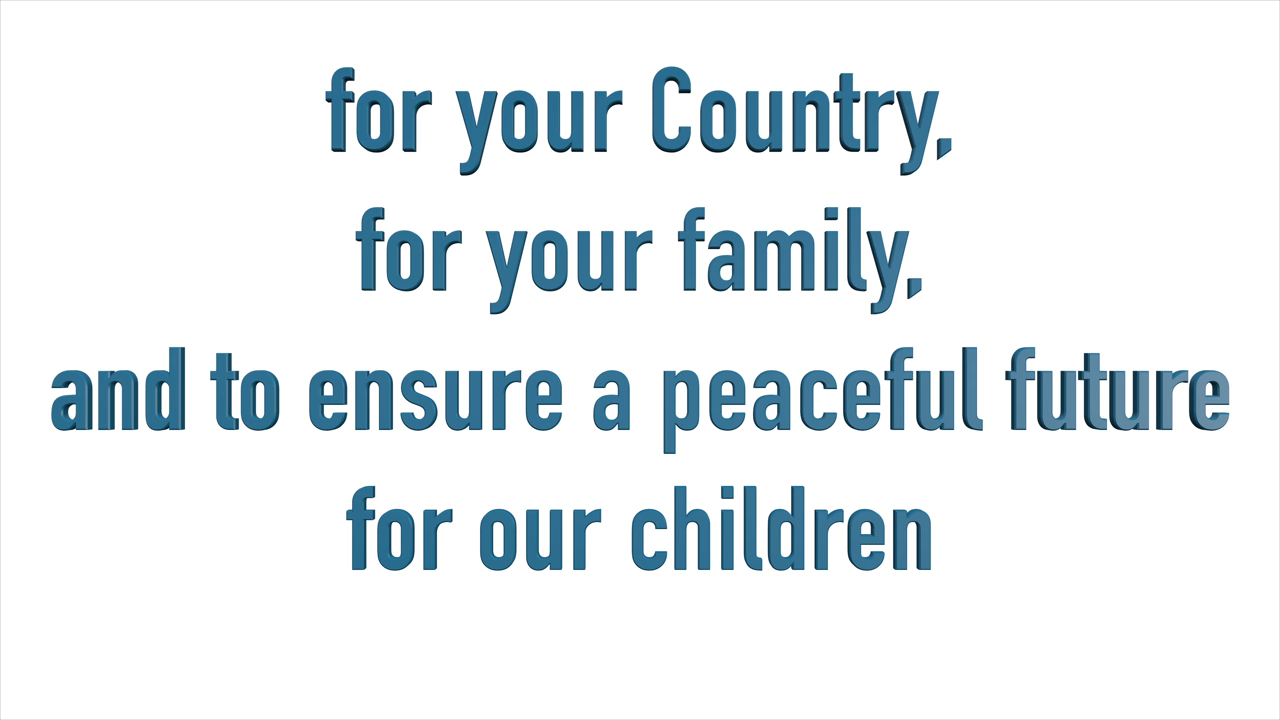 for your Country,
for your family,
and to ensure a peaceful future
for our children